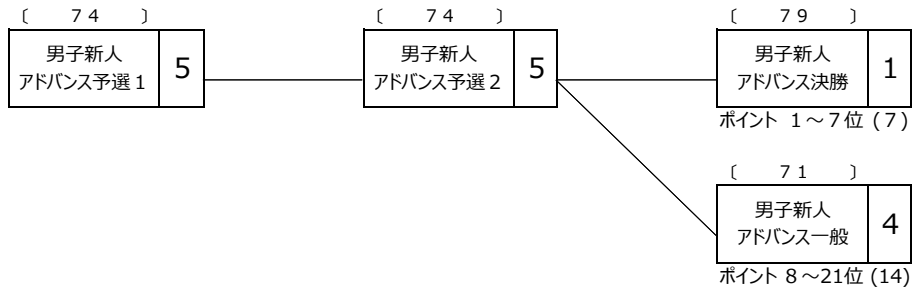 〔 ７４ 〕
男子新人
アドバンス予選１
5
〔 ７４ 〕
男子新人
アドバンス予選２
5
〔 ７９ 〕
男子新人
アドバンス決勝
1
ポイント １～７位 (７)
〔 ７１ 〕
男子新人
アドバンス一般
4
ポイント ８～21位 (14)